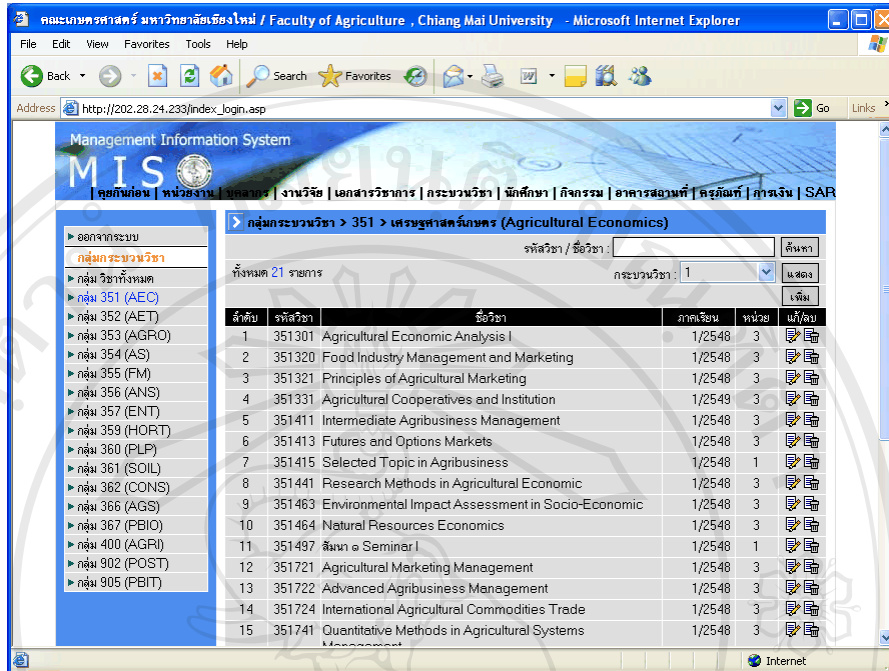 คณะเกษตรศาสตร์ มหาวิทยาลัยเชียงใหม่ / Faculty of Agriculture , Chiang Mai University - Microsoft Internet Explorer
File Edit View Favorites Tools Help
Back Search Favorites
Address http://202.28.24.233/index_login.asp Go Links
Management Information System
MIS
| คุยกันก่อน | หน่วยงาน | บุคลากร | งานวิจัย | เอกสารวิชาการ | กระบวนวิชา | นักศึกษา | กิจกรรม | อาคารสถานที่ | ครุภัณฑ์ | การเงิน | SAR
ออกจากระบบ
กลุ่มกระบวนวิชา
กลุ่ม วิชาทั้งหมด
กลุ่ม 351 (AEC)
กลุ่ม 352 (AET)
กลุ่ม 353 (AGRO)
กลุ่ม 354 (AS)
กลุ่ม 355 (FM)
กลุ่ม 356 (ANS)
กลุ่ม 357 (ENT)
กลุ่ม 359 (HORT)
กลุ่ม 360 (PLP)
กลุ่ม 361 (SOIL)
กลุ่ม 362 (CONS)
กลุ่ม 366 (AGS)
กลุ่ม 367 (PBIO)
กลุ่ม 400 (AGRI)
กลุ่ม 902 (POST)
กลุ่ม 905 (PBIT)
กลุ่มกระบวนวิชา > 351 > เศรษฐศาสตร์เกษตร (Agricultural Economics)
รหัสวิชา / ชื่อวิชา : ค้นหา
ทั้งหมด 21 รายการ กระบวนวิชา : 1 แสดง
เพิ่ม
ลำดับ รหัสวิชา ชื่อวิชา ภาคเรียน หน่วย แก้/ลบ
1 351301 Agricultural Economic Analysis I 1/2548 3
2 351320 Food Industry Management and Marketing 1/2548 3
3 351321 Principles of Agricultural Marketing 1/2548 3
4 351331 Agricultural Cooperatives and Institution 1/2549 3
5 351411 Intermediate Agribusiness Management 1/2548 3
6 351413 Futures and Options Markets 1/2548 3
7 351415 Selected Topic in Agribusiness 1/2548 1
8 351441 Research Methods in Agricultural Economic 1/2548 3
9 351463 Environmental Impact Assessment in Socio-Economic 1/2548 3
10 351464 Natural Resources Economics 1/2548 3
11 351497 สัมนา ๑ Seminar I 1/2548 1
12 351721 Agricultural Marketing Management 1/2548 3
13 351722 Advanced Agribusiness Management 1/2548 3
14 351724 International Agricultural Commodities Trade 1/2548 3
15 351741 Quantitative Methods in Agricultural Systems 1/2548 3
Management
Internet